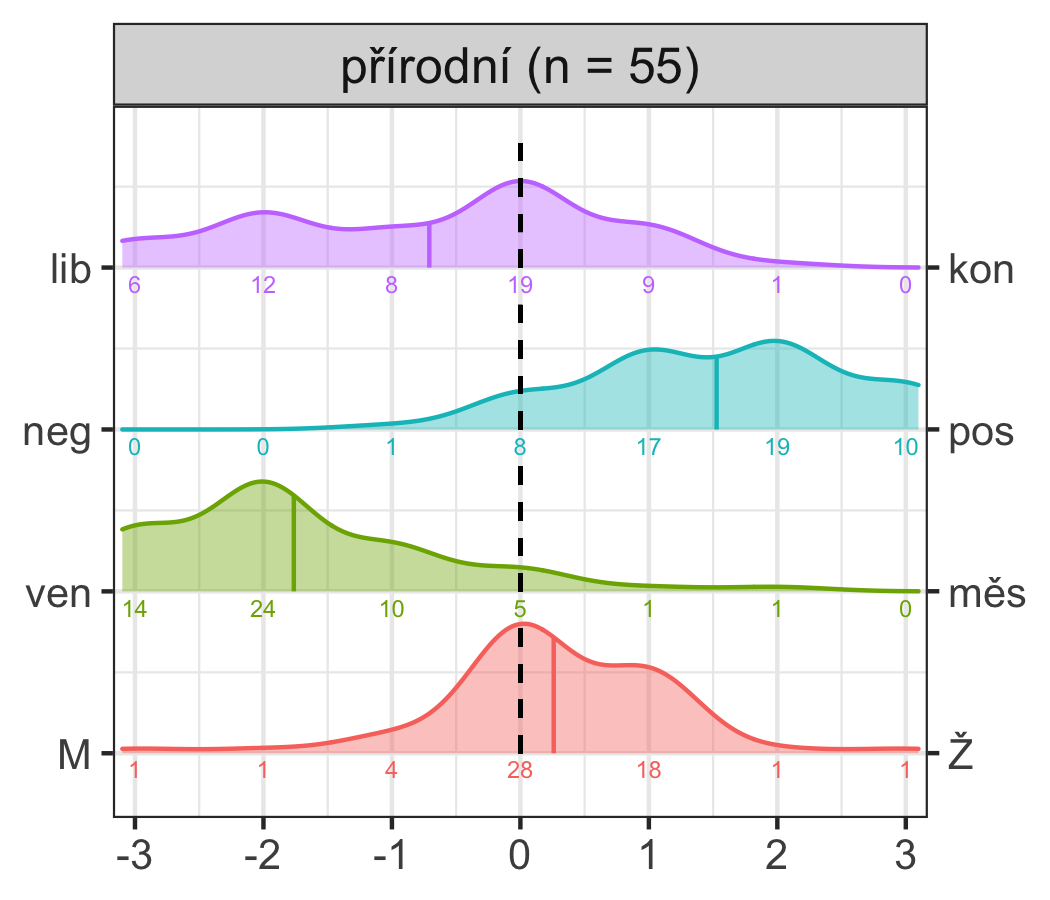 přírodní (n = 55)
lib kon
6 12 8 19 9 1 0
neg pos
0 0 1 8 17 19 10
ven měs
14 24 10 5 1 1 0
M Ž
1 1 4 28 18 1 1
-3 -2 -1 0 1 2 3